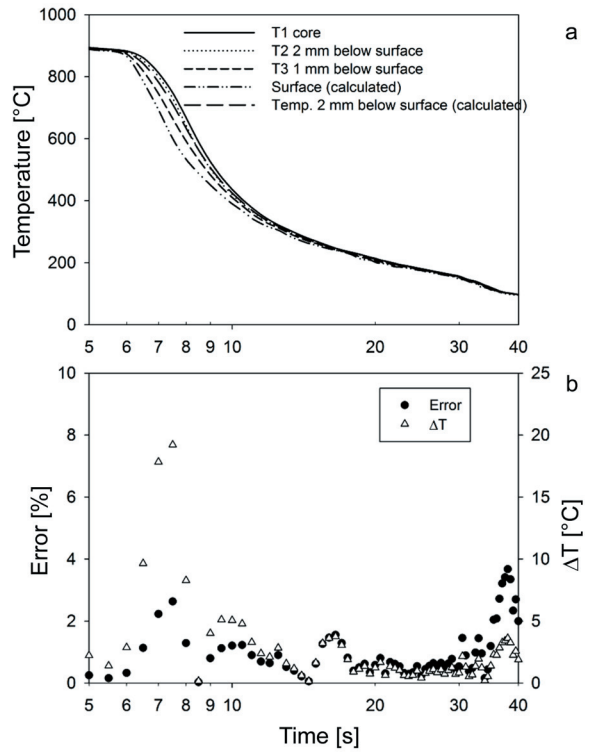 a
T1 core
T2 2 mm below surface
T3 1 mm below surface
Surface (calculated)
Temp. 2 mm below surface (calculated)
Temperature [°C]
1000
800
600
400
200
0
5 6 7 8 9 10 20 30 40
b
Error
ΔT
Error [%]
10
8
6
4
2
0
ΔT [°C]
25
20
15
10
5
0
5 6 7 8 9 10 20 30 40
Time [s]